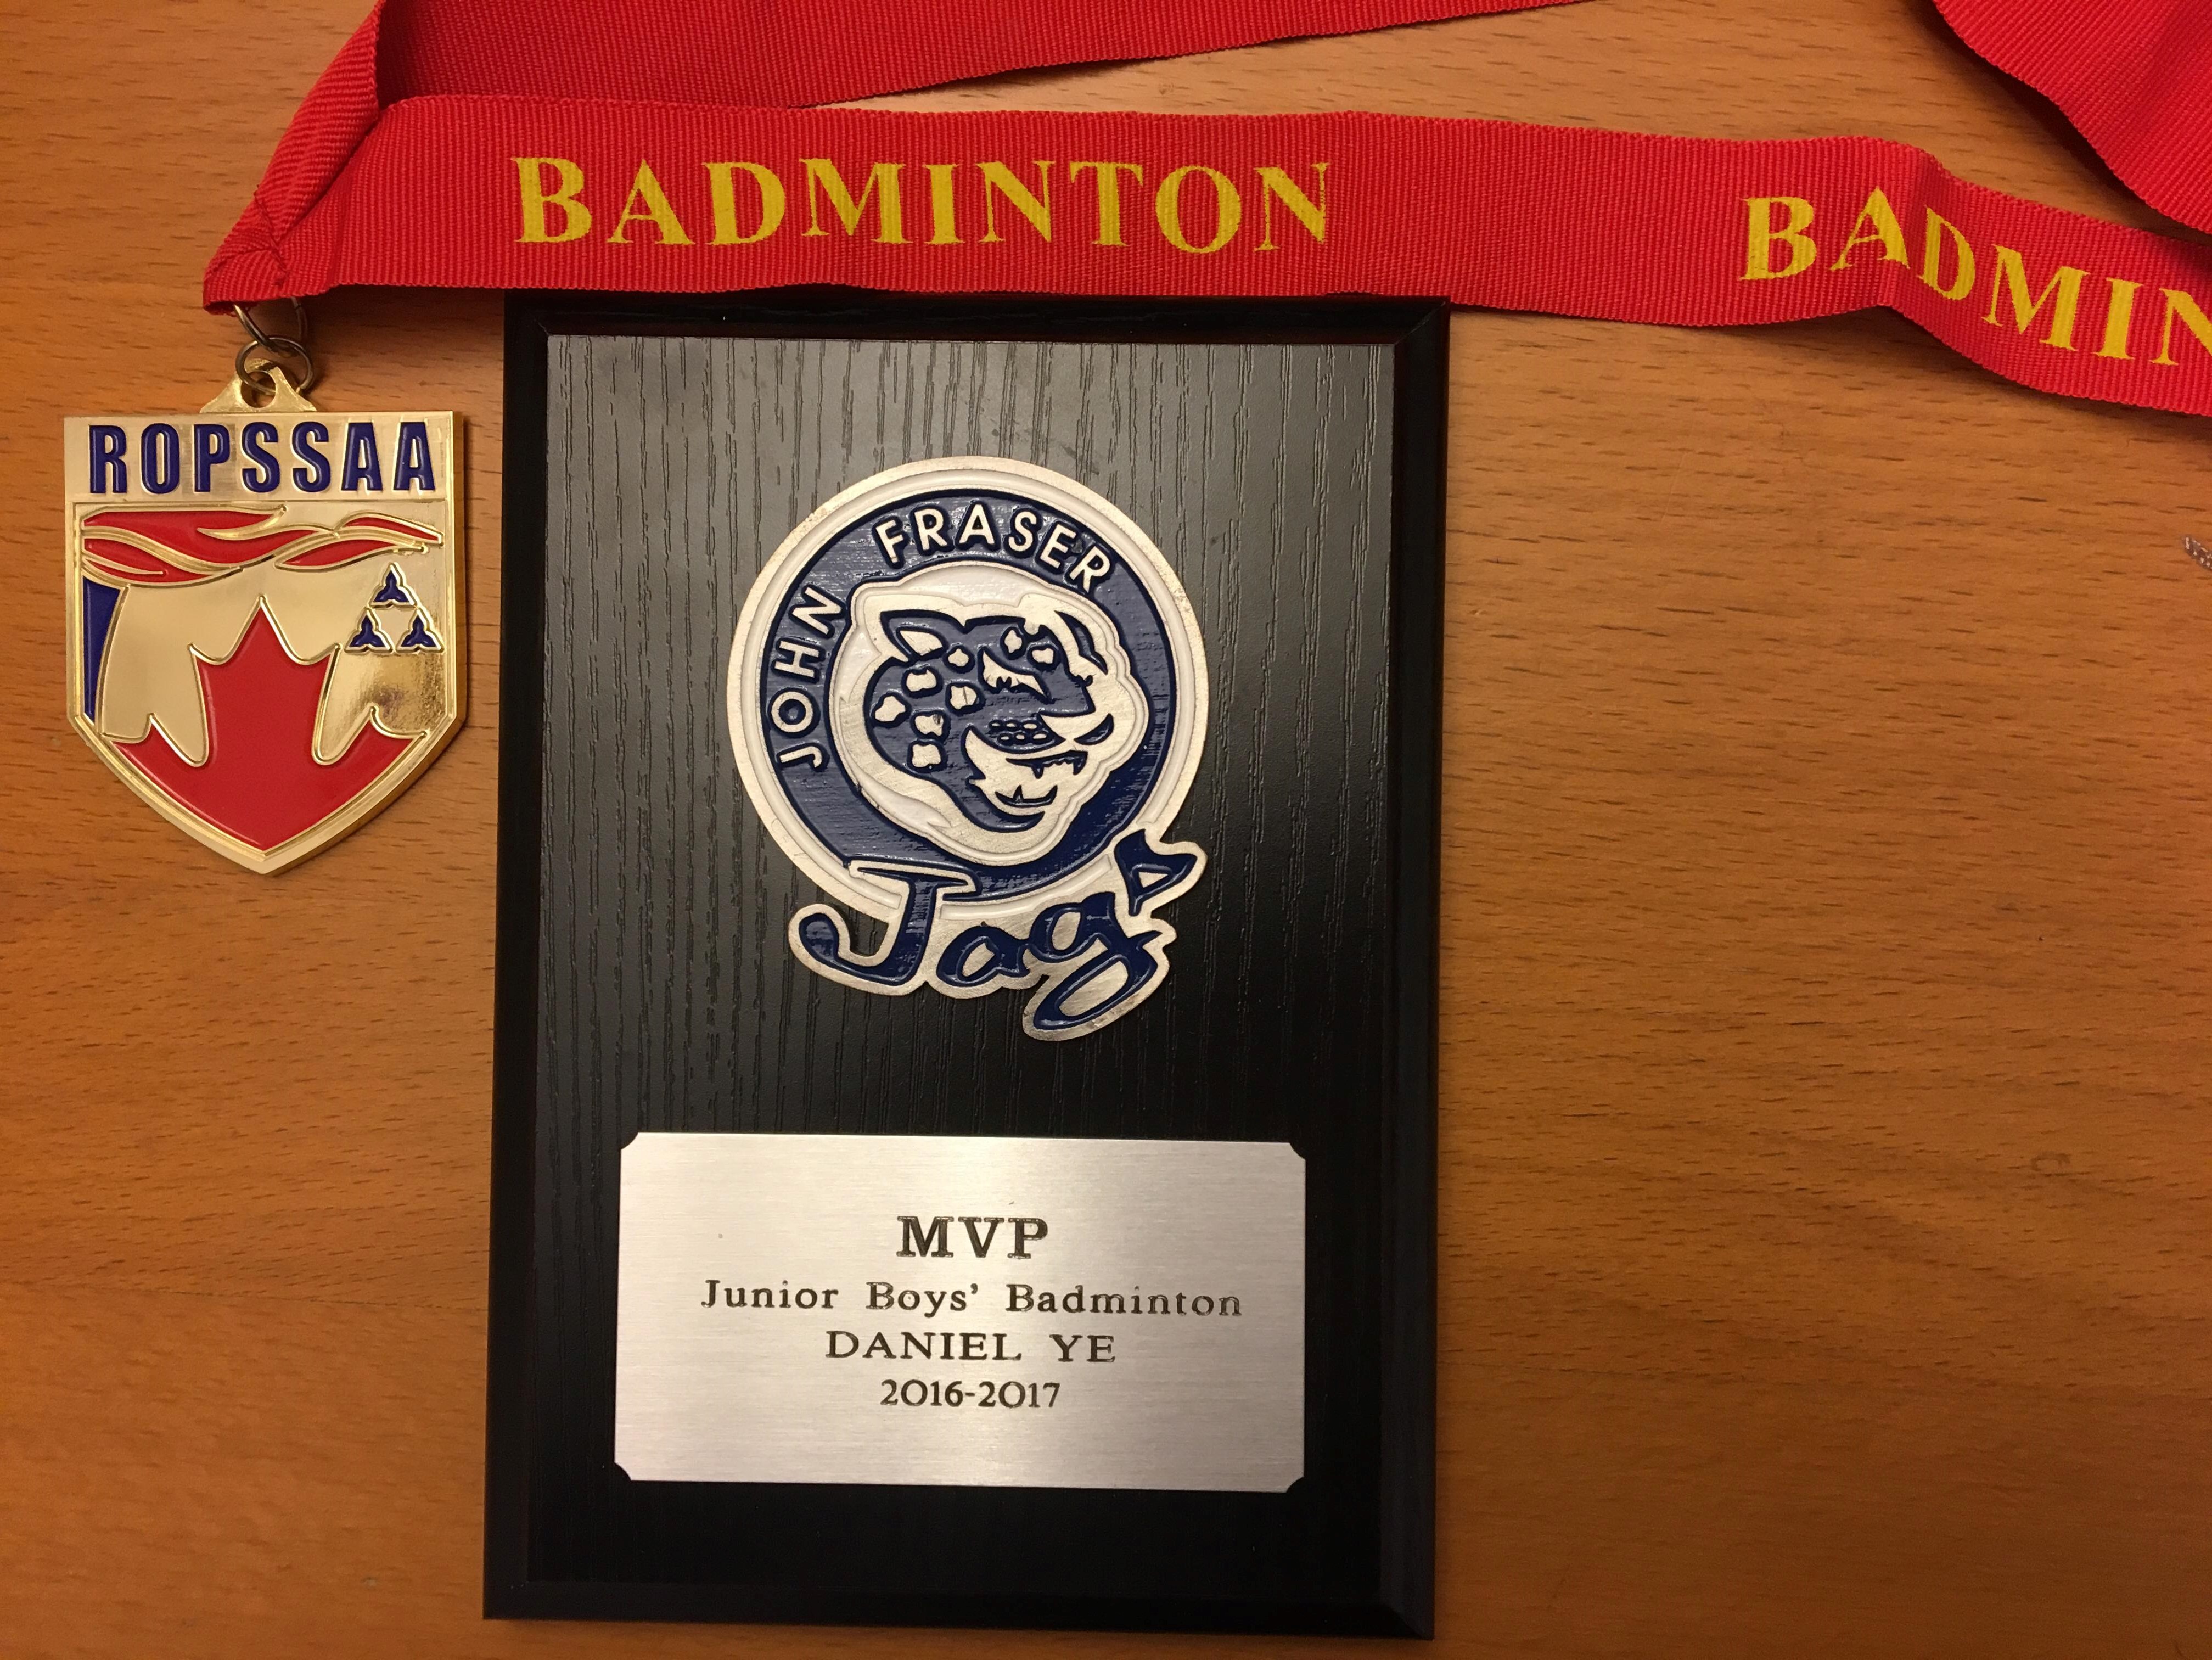 BADMINTON
BADMIN
ROPSSAA
JOHN FRASER
Jags
MVP
Junior Boys' Badminton
DANIEL YE
2016-2017